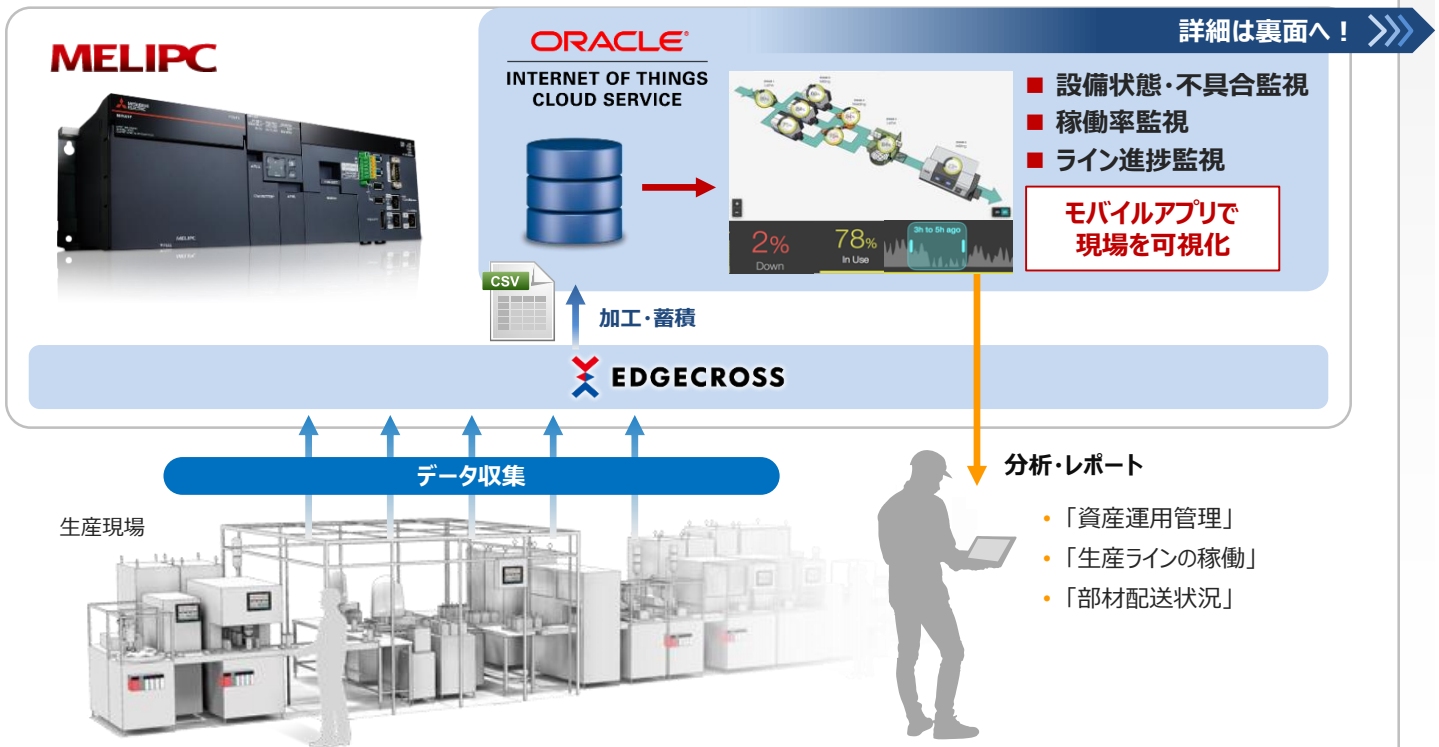 詳細は裏面へ！
MELIPC
ORACLE
INTERNET OF THINGS
CLOUD SERVICE
■ 設備状態・不具合監視
■ 稼働率監視
■ ライン進捗監視
モバイルアプリで
現場を可視化
2%
Down
78%
In Use
3h to 5h ago
CSV
加工・蓄積
EDGECROSS
データ収集
生産現場
分析・レポート
・「資産運用管理」
・「生産ラインの稼働」
・「部材配送状況」